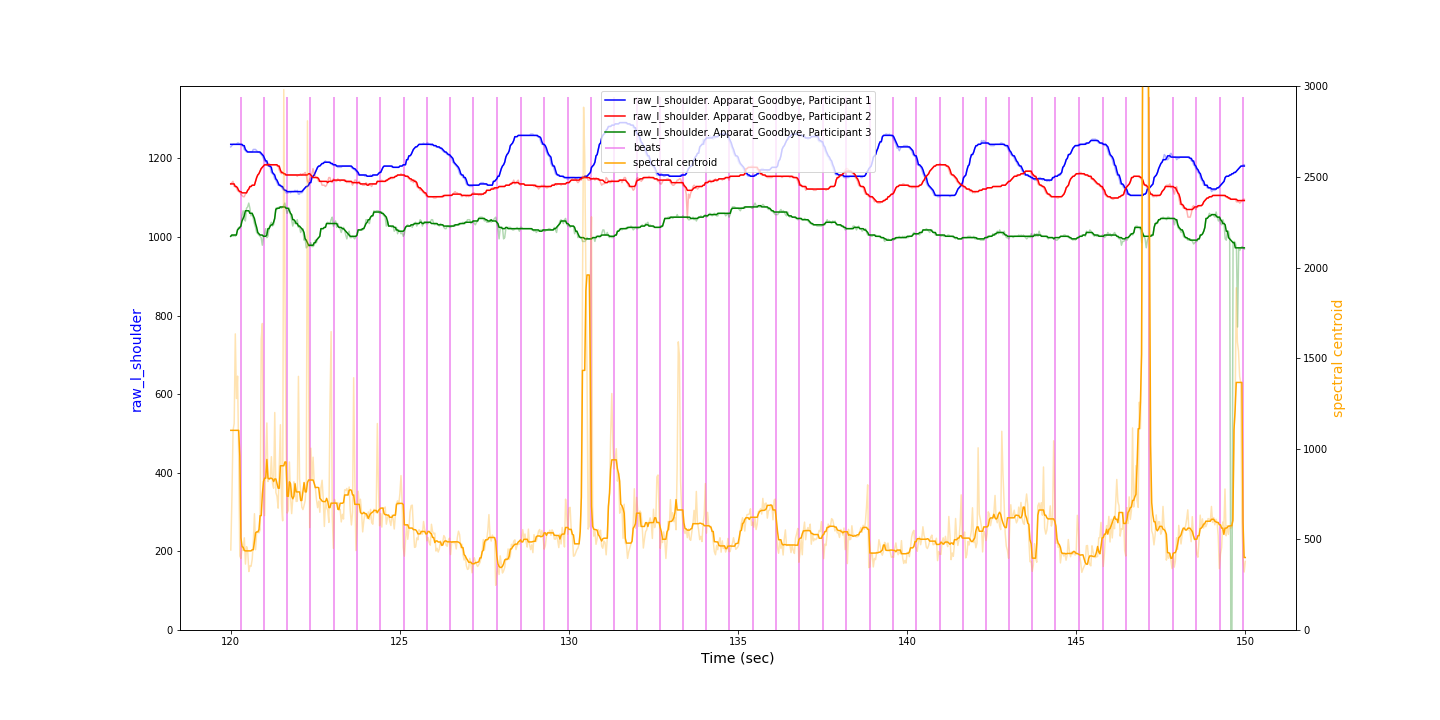 raw_l_shoulder. Apparat_Goodbye, Participant 1
raw_l_shoulder. Apparat_Goodbye, Participant 2
raw_l_shoulder. Apparat_Goodbye, Participant 3
beats
spectral centroid
raw_l_shoulder
0
200
400
600
800
1000
1200
120
125
130
135
140
145
150
Time (sec)
0
500
1000
1500
2000
2500
3000
spectral centroid